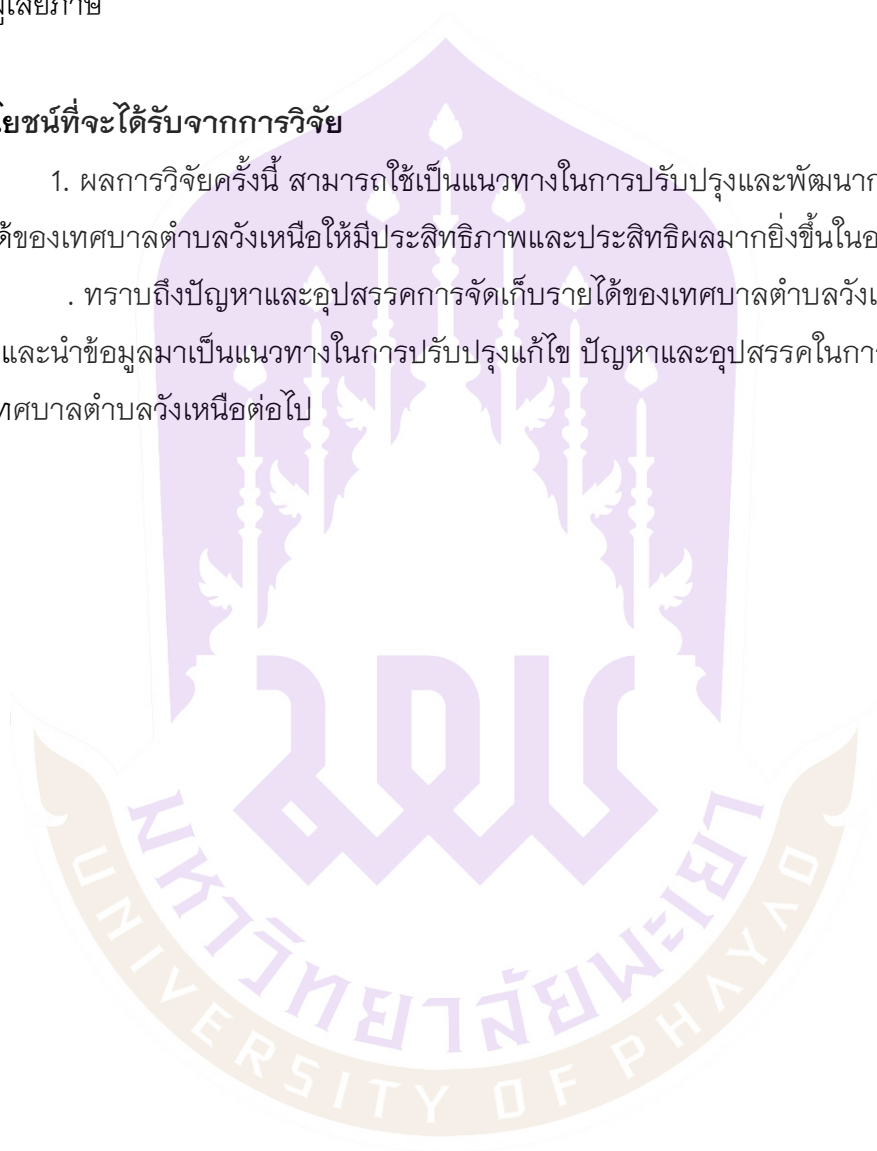 ผู้เสียภาษี
โยชน์ที่จะได้รับจากการวิจัย
1. ผลการวิจัยครั้งนี้ สามารถใช้เป็นแนวทางในการปรับปรุงและพัฒนาก
ด้ของเทศบาลตำบลวังเหนือให้มีประสิทธิภาพและประสิทธิผลมากยิ่งขึ้นในอ
. ทราบถึงปัญหาและอุปสรรคการจัดเก็บรายได้ของเทศบาลตำบลวังเ
และนำข้อมูลมาเป็นแนวทางในการปรับปรุงแก้ไข ปัญหาและอุปสรรคในกา
ทศบาลตำบลวังเหนือต่อไป
มหาวิทยาลัยพะเยา
UNIVERSITY OF PHAYAO